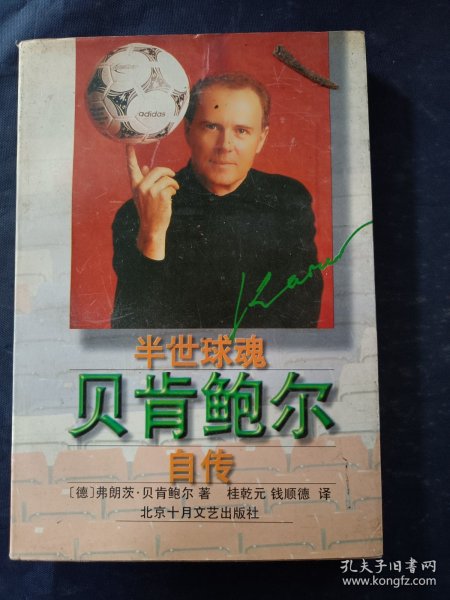 adidas
adidas
半世球魂
贝肯鲍尔
自传
[德]弗朗茨·贝肯鲍尔 著 桂乾元 钱顺德 译
北京十月文艺出版社
孔夫子旧书网
www.kongfz.com